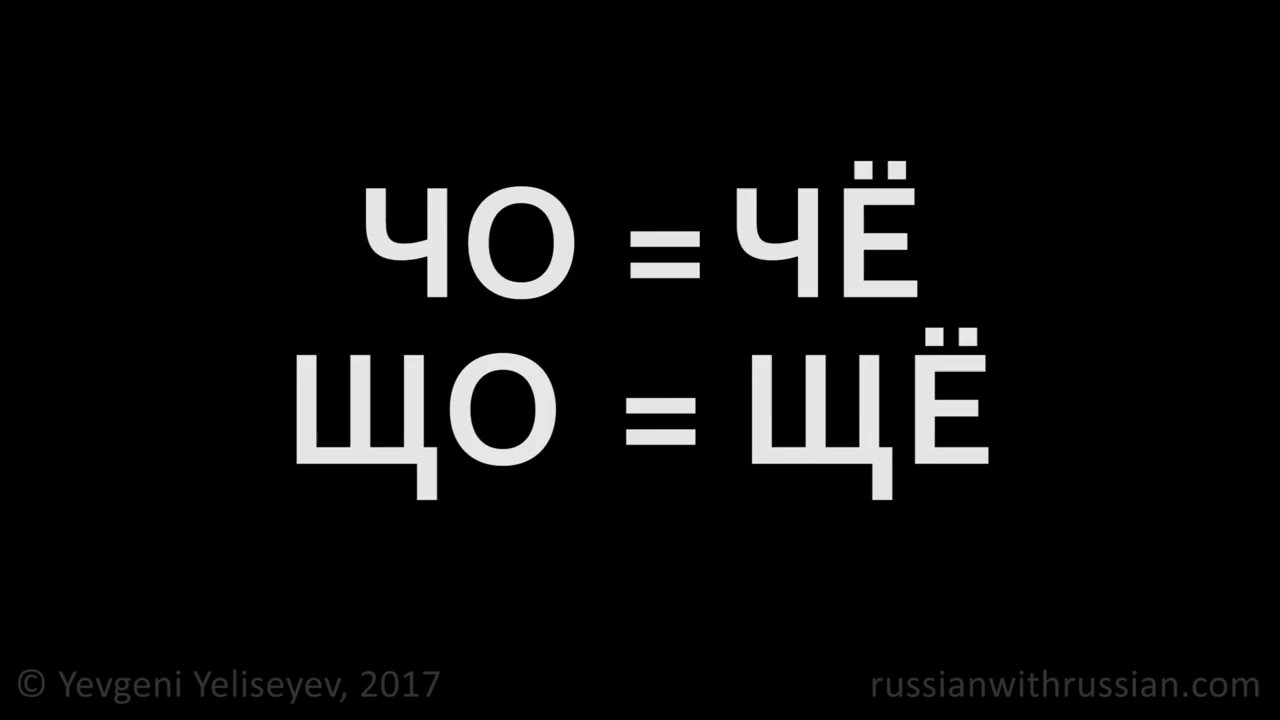 ЧО = ЧЁ
ЩО = ЩЁ
© Yevgeni Yeliseyev, 2017
russianwithrussian.com